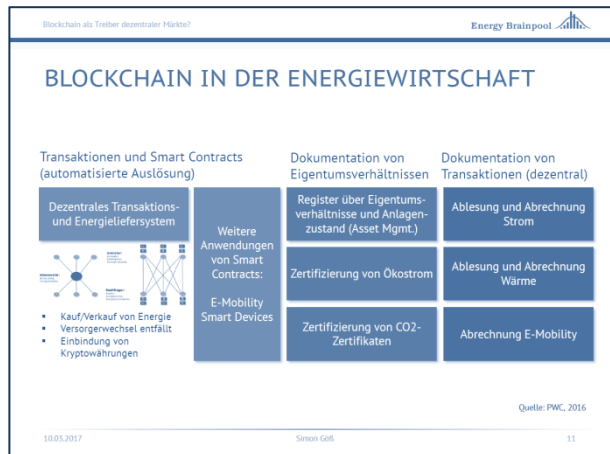 Blockchain als Treiber dezentraler Märkte?
Energy Brainpool
BLOCKCHAIN IN DER ENERGIEWIRTSCHAFT
Transaktionen und Smart Contracts
(automatisierte Auslösung)
Dezentrales Transaktions-
und Energieliefersystem
Kauf/Verkauf von Energie
Versorgerwechsel entfällt
Einbindung von
Kryptowährungen
Weitere
Anwendungen
von Smart
Contracts:
E-Mobility
Smart Devices
Dokumentation von
Eigentumsverhältnissen
Register über Eigentums-
verhältnisse und Anlagen-
zustand (Asset Mgmt.)
Zertifizierung von Ökostrom
Zertifizierung von CO2-
Zertifikaten
Dokumentation von
Transaktionen (dezentral)
Ablesung und Abrechnung
Strom
Ablesung und Abrechnung
Wärme
Abrechnung E-Mobility
Quelle: PWC, 2016
10.03.2017
Simon Göß
11